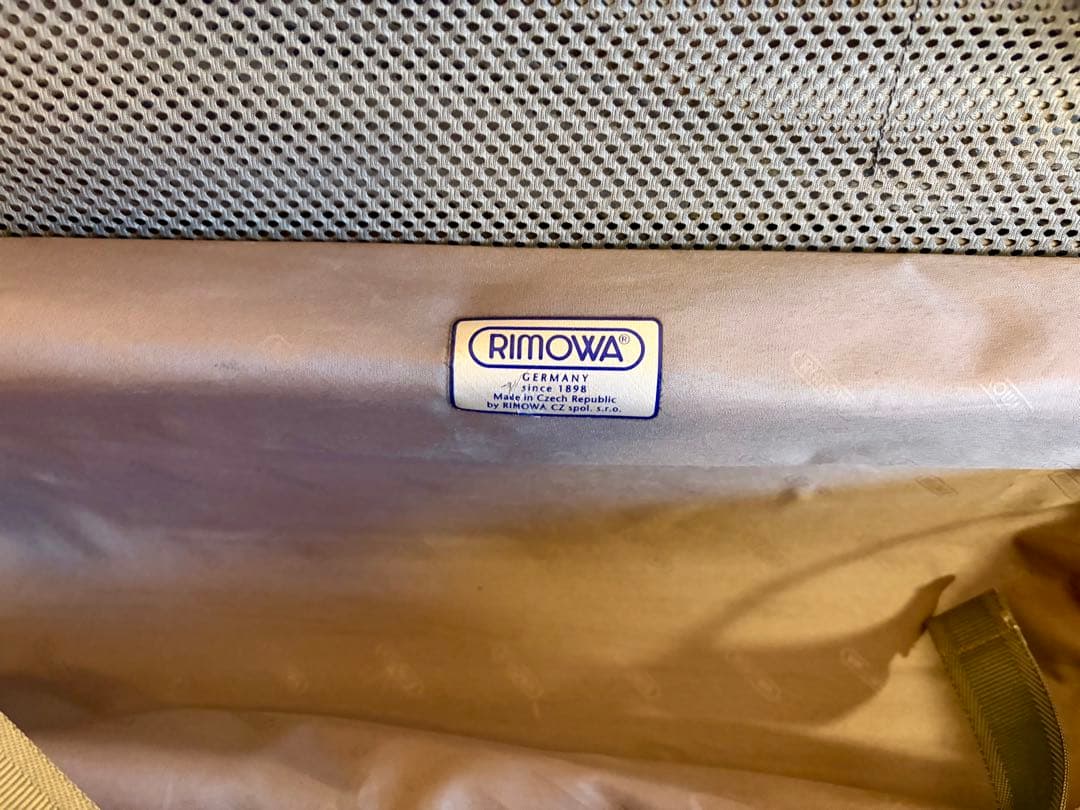 RIMOWA®
GERMANY
since 1898
Made in Czech Republic
by RIMOWA CZ spol. s.r.o.